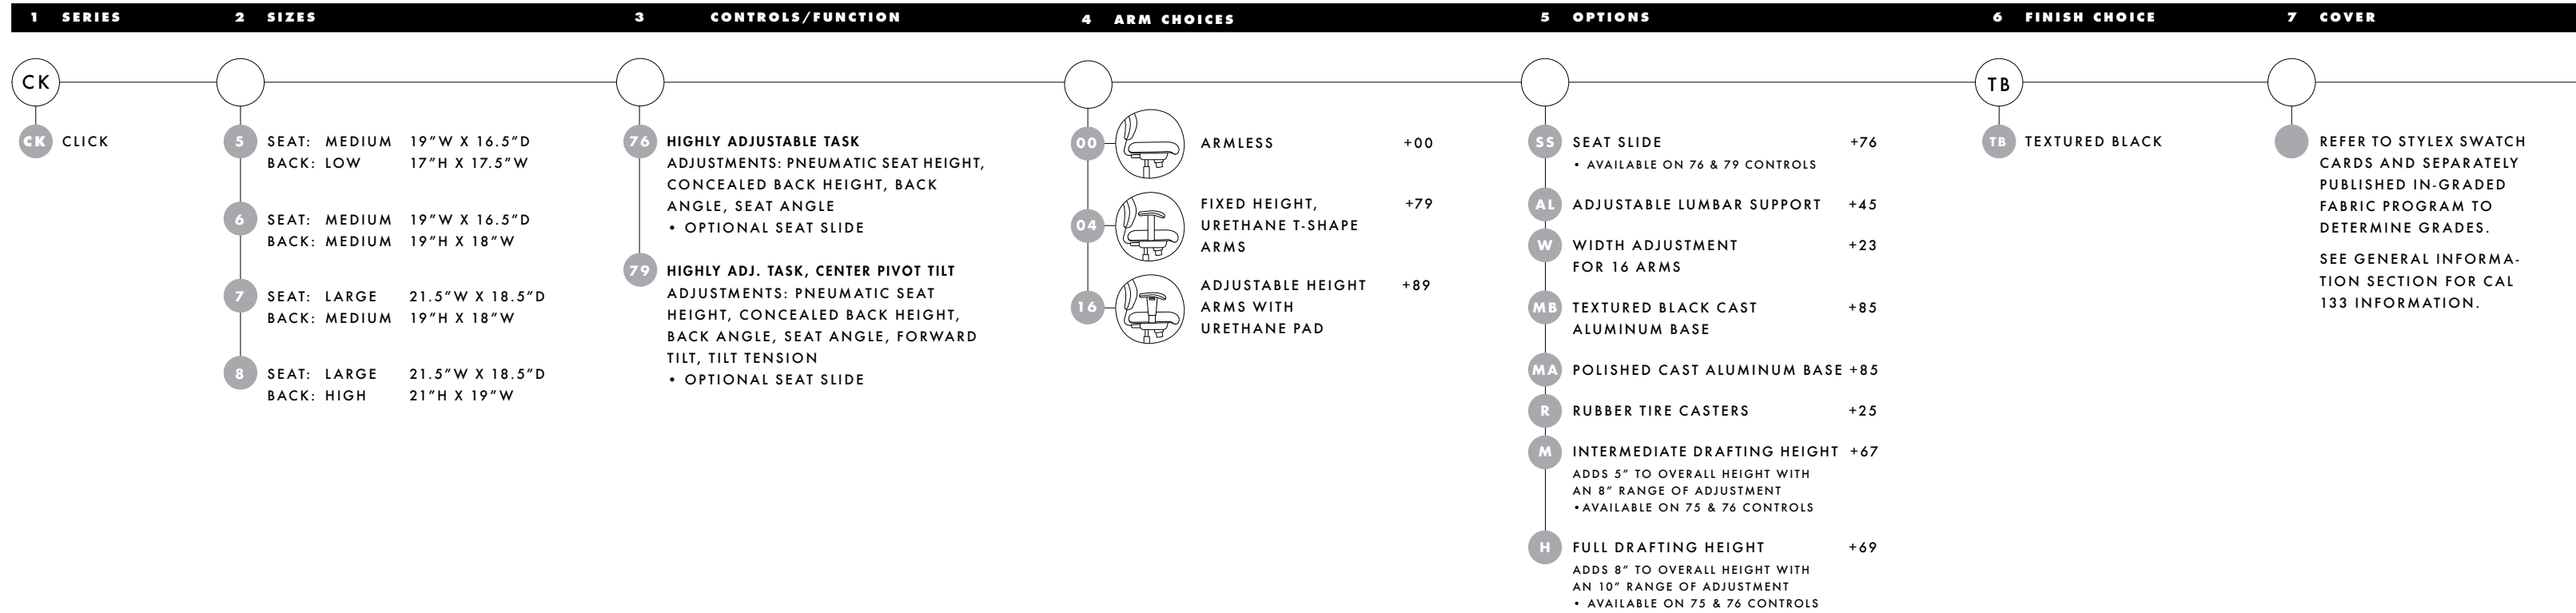 1 SERIES
CK
CK CLICK
2 SIZES
5 SEAT: MEDIUM 19"W X 16.5"D
BACK: LOW 17"H X 17.5"W
6 SEAT: MEDIUM 19"W X 16.5"D
BACK: MEDIUM 19"H X 18"W
7 SEAT: LARGE 21.5"W X 18.5"D
BACK: MEDIUM 19"H X 18"W
8 SEAT: LARGE 21.5"W X 18.5"D
BACK: HIGH 21"H X 19"W
3 CONTROLS/FUNCTION
76 HIGHLY ADJUSTABLE TASK
ADJUSTMENTS: PNEUMATIC SEAT HEIGHT,
CONCEALED BACK HEIGHT, BACK
ANGLE, SEAT ANGLE
• OPTIONAL SEAT SLIDE
79 HIGHLY ADJ. TASK, CENTER PIVOT TILT
ADJUSTMENTS: PNEUMATIC SEAT
HEIGHT, CONCEALED BACK HEIGHT,
BACK ANGLE, SEAT ANGLE, FORWARD
TILT, TILT TENSION
• OPTIONAL SEAT SLIDE
4 ARM CHOICES
00 ARMLESS +00
04 FIXED HEIGHT, +79
URETHANE T-SHAPE
ARMS
16 ADJUSTABLE HEIGHT +89
ARMS WITH
URETHANE PAD
5 OPTIONS
SS SEAT SLIDE +76
• AVAILABLE ON 76 & 79 CONTROLS
AL ADJUSTABLE LUMBAR SUPPORT +45
W WIDTH ADJUSTMENT +23
FOR 16 ARMS
MB TEXTURED BLACK CAST +85
ALUMINUM BASE
MA POLISHED CAST ALUMINUM BASE +85
R RUBBER TIRE CASTERS +25
M INTERMEDIATE DRAFTING HEIGHT +67
ADDS 5" TO OVERALL HEIGHT WITH
AN 8" RANGE OF ADJUSTMENT
•AVAILABLE ON 75 & 76 CONTROLS
H FULL DRAFTING HEIGHT +69
ADDS 8" TO OVERALL HEIGHT WITH
AN 10" RANGE OF ADJUSTMENT
• AVAILABLE ON 75 & 76 CONTROLS
6 FINISH CHOICE
TB
TB TEXTURED BLACK
7 COVER
REFER TO STYLEX SWATCH
CARDS AND SEPARATELY
PUBLISHED IN-GRADED
FABRIC PROGRAM TO
DETERMINE GRADES.
SEE GENERAL INFORMA-
TION SECTION FOR CAL
133 INFORMATION.